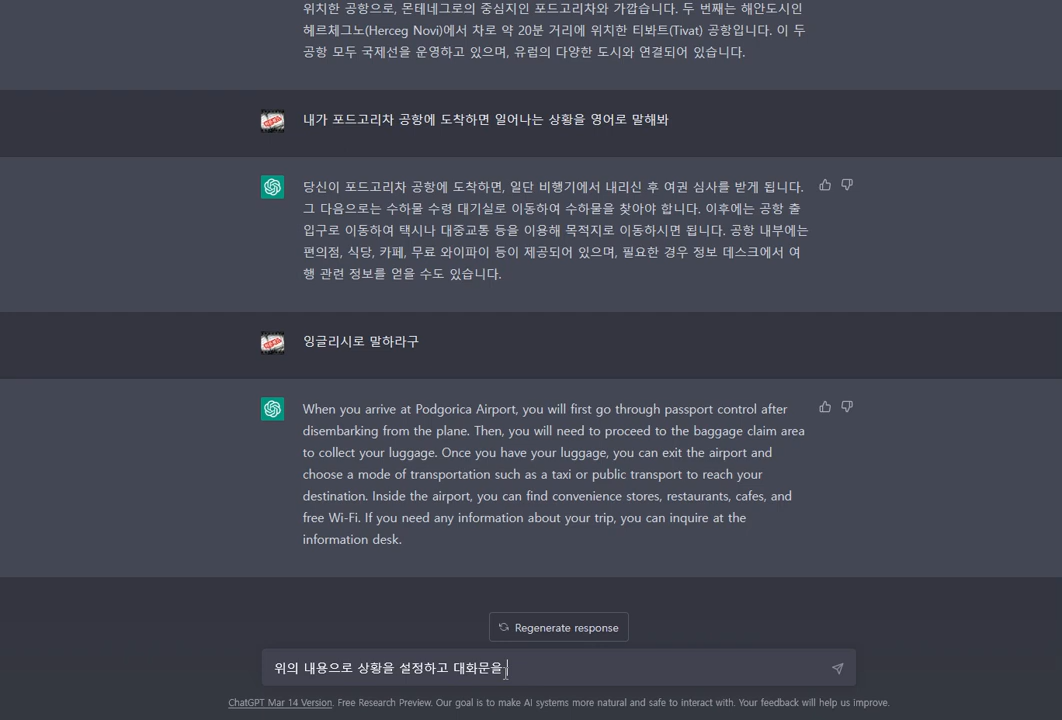 위치한 공항으로, 몬테네그로의 중심지인 포드고리차와 가깝습니다. 두 번째는 해안도시인
헤르체그노(Herceg Novi)에서 차로 약 20분 거리에 위치한 티봐트(Tivat) 공항입니다. 이 두
공항 모두 국제선을 운영하고 있으며, 유럽의 다양한 도시와 연결되어 있습니다.
내가 포드고리차 공항에 도착하면 일어나는 상황을 영어로 말해봐
당신이 포드고리차 공항에 도착하면, 일단 비행기에서 내리신 후 여권 심사를 받게 됩니다.
그 다음으로는 수하물 수령 대기실로 이동하여 수하물을 찾아야 합니다. 이후에는 공항 출
입구로 이동하여 택시나 대중교통 등을 이용해 목적지로 이동하시면 됩니다. 공항 내부에는
편의점, 식당, 카페, 무료 와이파이 등이 제공되어 있으며, 필요한 경우 정보 데스크에서 여
행 관련 정보를 얻을 수도 있습니다.
잉글리시로 말하라구
When you arrive at Podgorica Airport, you will first go through passport control after
disembarking from the plane. Then, you will need to proceed to the baggage claim area
to collect your luggage. Once you have your luggage, you can exit the airport and
choose a mode of transportation such as a taxi or public transport to reach your
destination. Inside the airport, you can find convenience stores, restaurants, cafes, and
free Wi-Fi. If you need any information about your trip, you can inquire at the
information desk.
Regenerate response
위의 내용으로 상황을 설정하고 대화문을
ChatGPT Mar 14 Version. Free Research Preview. Our goal is to make AI systems more natural and safe to interact with. Your feedback will help us improve.